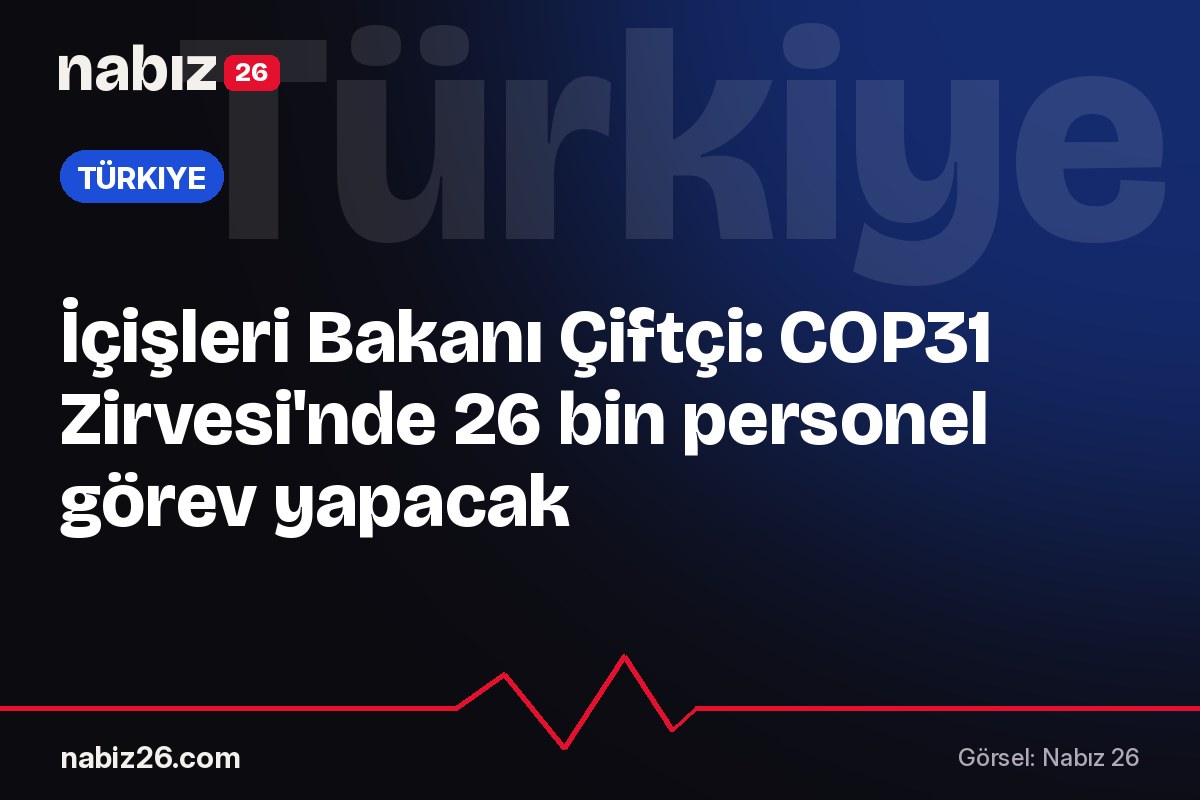 nabız 26
Türkiye
TÜRKIYE
İçişleri Bakanı Çiftçi: COP31
Zirvesi'nde 26 bin personel
görev yapacak
nabiz26.com
Görsel: Nabız 26